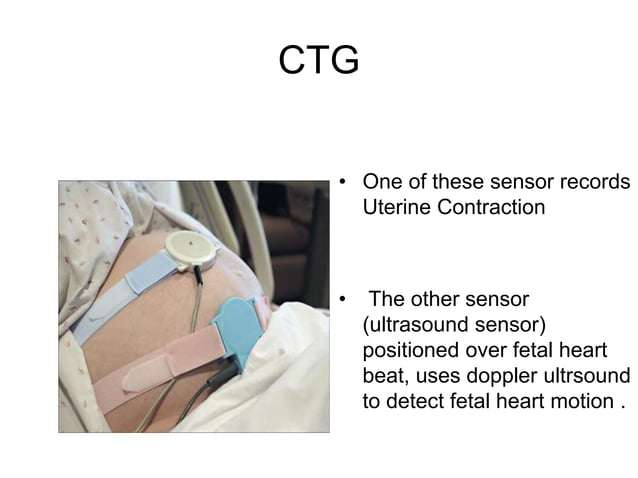 CTG
• One of these sensor records
Uterine Contraction
• The other sensor
(ultrasound sensor)
positioned over fetal heart
beat, uses doppler ultrsound
to detect fetal heart motion .